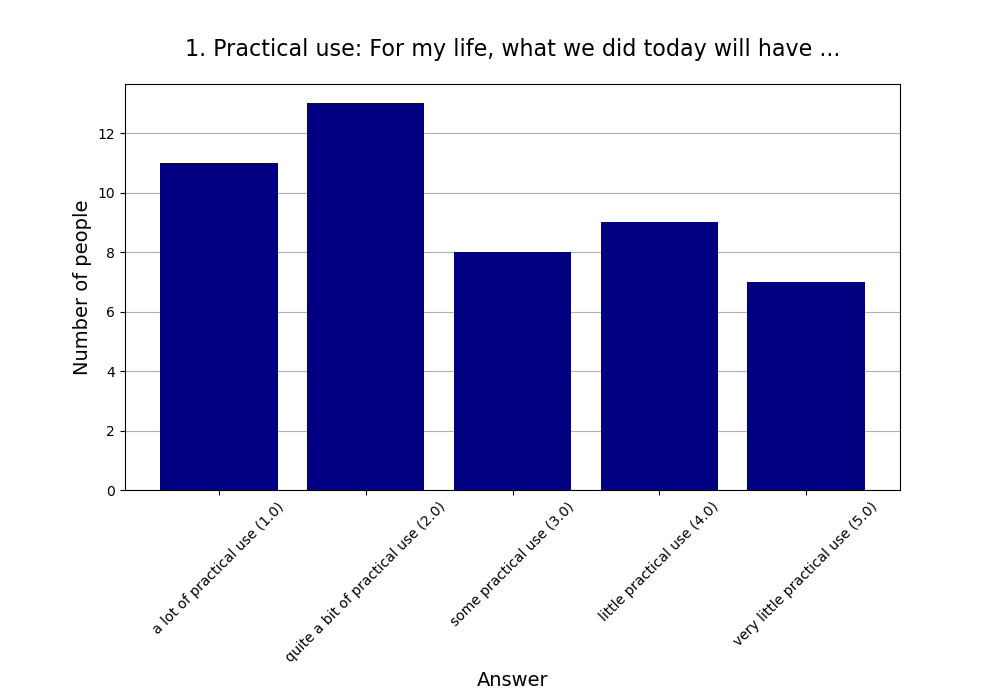 1. Practical use: For my life, what we did today will have ...
Number of people
12
10
8
6
4
2
0
a lot of practical use (1.0)
quite a bit of practical use (2.0)
some practical use (3.0)
little practical use (4.0)
very little practical use (5.0)
Answer